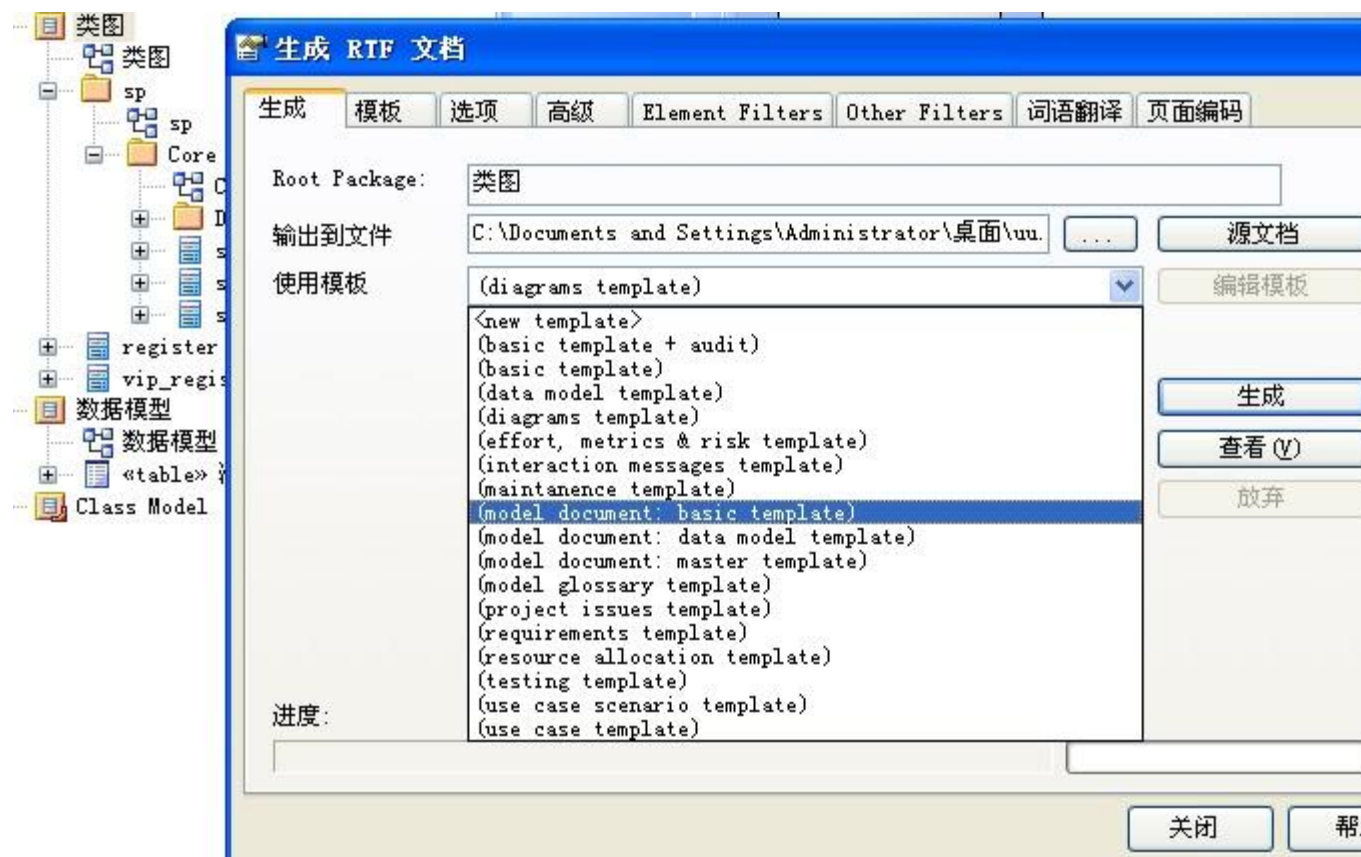 类图
类图
sp
sp
Core
register
数据模型
数据模型
«table»
Class Model
生成 RTF 文档
生成 模板 选项 高级 Element Filters Other Filters 词语翻译 页面编码
Root Package: 类图
输出到文件 C:\Documents and Settings\Administrator\桌面\uu. ... 源文档
使用模板 (diagrams template) 编辑模板
<new template>
(basic template + audit)
(basic template)
(data model template)
(diagrams template)
(effort, metrics & risk template)
(interaction messages template)
(maintanence template)
(model document: basic template)
(model document: data model template)
(model document: master template)
(model glossary template)
(project issues template)
(requirements template)
(resource allocation template)
(testing template)
(use case scenario template)
(use case template)
生成
查看(V)
放弃
进度:
关闭